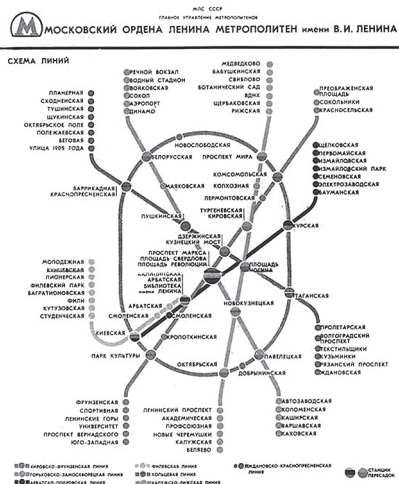 МПС СССР
ГЛАВНОЕ УПРАВЛЕНИЕ МЕТРОПОЛИТЕНОВ
М
МОСКОВСКИЙ ОРДЕНА ЛЕНИНА МЕТРОПОЛИТЕН имени В.И. ЛЕНИНА
СХЕМА ЛИНИЙ
МЕДВЕДКОВО
БАБУШКИНСКАЯ
СВИБЛОВО
БОТАНИЧЕСКИЙ САД
ВДНХ
ЩЕРБАКОВСКАЯ
РИЖСКАЯ
РЕЧНОЙ ВОКЗАЛ
ВОДНЫЙ СТАДИОН
ВОЙКОВСКАЯ
СОКОЛ
АЭРОПОРТ
ДИНАМО
ПРЕОБРАЖЕНСКАЯ
ПЛОЩАДЬ
СОКОЛЬНИКИ
КРАСНОСЕЛЬСКАЯ
ПЛАНЕРНАЯ
СХОДНЕНСКАЯ
ТУШИНСКАЯ
ЩУКИНСКАЯ
ОКТЯБРЬСКОЕ ПОЛЕ
ПОЛЕЖАЕВСКАЯ
БЕГОВАЯ
УЛИЦА 1905 ГОДА
НОВОСЛОБОДСКАЯ
БЕЛОРУССКАЯ
ПРОСПЕКТ МИРА
ЩЕЛКОВСКАЯ
ПЕРВОМАЙСКАЯ
ИЗМАЙЛОВСКАЯ
ИЗМАЙЛОВСКИЙ ПАРК
СЕМЕНОВСКАЯ
ЭЛЕКТРОЗАВОДСКАЯ
БАУМАНСКАЯ
КОМСОМОЛЬСКАЯ
БАРРИКАДНАЯ
КРАСНОПРЕСНЕНСКАЯ
МАЯКОВСКАЯ
КОЛХОЗНАЯ
ЛЕРМОНТОВСКАЯ
ПУШКИНСКАЯ
ТУРГЕНЕВСКАЯ
КИРОВСКАЯ
КУРСКАЯ
ДЗЕРЖИНСКАЯ
КУЗНЕЦКИЙ МОСТ
ПРОСПЕКТ МАРКСА
ПЛОЩАДЬ СВЕРДЛОВА
ПЛОЩАДЬ РЕВОЛЮЦИИ
КАЛИНИНСКАЯ
АРБАТСКАЯ
БИБЛИОТЕКА
имени ЛЕНИНА
ПЛОЩАДЬ
НОГИНА
МОЛОДЕЖНАЯ
КУНЦЕВСКАЯ
ПИОНЕРСКАЯ
ФИЛЕВСКИЙ ПАРК
БАГРАТИОНОВСКАЯ
ФИЛИ
КУТУЗОВСКАЯ
СТУДЕНЧЕСКАЯ
АРБАТСКАЯ
СМОЛЕНСКАЯ
СМОЛЕНСКАЯ
НОВОКУЗНЕЦКАЯ
ТАГАНСКАЯ
КИЕВСКАЯ
КРОПОТКИНСКАЯ
ПАРК КУЛЬТУРЫ
ОКТЯБРЬСКАЯ
ПАВЕЛЕЦКАЯ
ДОБРЫНИНСКАЯ
ПРОЛЕТАРСКАЯ
ВОЛГОГРАДСКИЙ
ПРОСПЕКТ
ТЕКСТИЛЬЩИКИ
КУЗЬМИНКИ
РЯЗАНСКИЙ ПРОСПЕКТ
ЖДАНОВСКАЯ
ФРУНЗЕНСКАЯ
СПОРТИВНАЯ
ЛЕНИНСКИЕ ГОРЫ
УНИВЕРСИТЕТ
ПРОСПЕКТ ВЕРНАДСКОГО
ЮГО-ЗАПАДНАЯ
ЛЕНИНСКИЙ ПРОСПЕКТ
АКАДЕМИЧЕСКАЯ
ПРОФСОЮЗНАЯ
НОВЫЕ ЧЕРЕМУШКИ
КАЛУЖСКАЯ
БЕЛЯЕВО
АВТОЗАВОДСКАЯ
КОЛОМЕНСКАЯ
КАШИРСКАЯ
ВАРШАВСКАЯ
КАХОВСКАЯ
КИРОВСКО-ФРУНЗЕНСКАЯ ЛИНИЯ
ГОРЬКОВСКО-ЗАМОСКВОРЕЦКАЯ ЛИНИЯ
АРБАТСКО-ПОКРОВСКАЯ ЛИНИЯ
ФИЛЕВСКАЯ ЛИНИЯ
КОЛЬЦЕВАЯ ЛИНИЯ
КАЛУЖСКО-РИЖСКАЯ ЛИНИЯ
ЖДАНОВСКО-КРАСНОПРЕСНЕНСКАЯ
ЛИНИЯ
СТАНЦИИ
ПЕРЕСАДОК